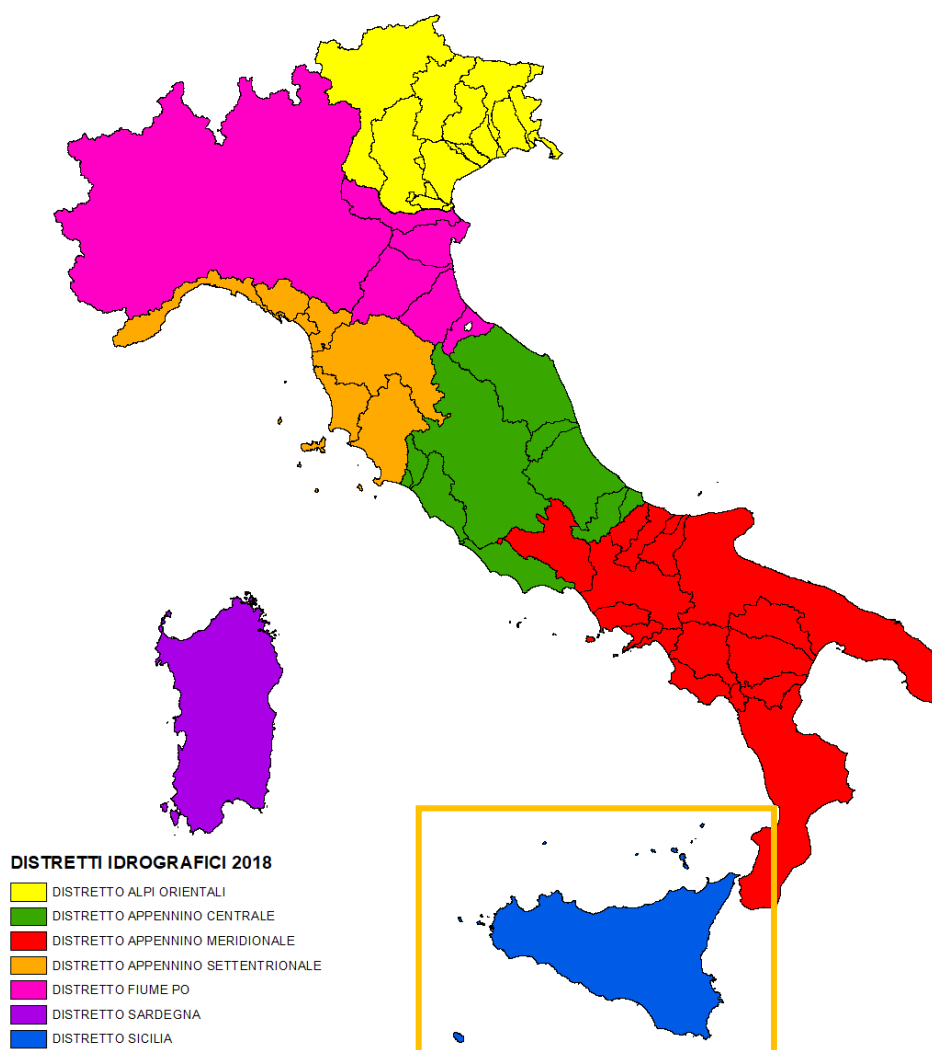 DISTRETTI IDROGRAFICI 2018
DISTRETTO ALPI ORIENTALI
DISTRETTO APPENNINO CENTRALE
DISTRETTO APPENNINO MERIDIONALE
DISTRETTO APPENNINO SETTENTRIONALE
DISTRETTO FIUME PO
DISTRETTO SARDEGNA
DISTRETTO SICILIA